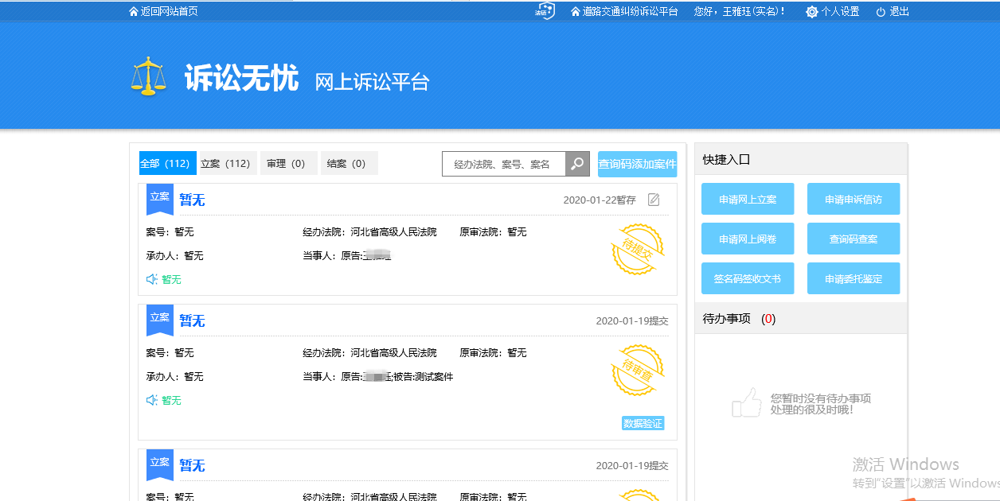 返回网站首页 法链 道路交通纠纷诉讼平台 您好，王雅珏(实名)！ 个人设置 退出
诉讼无忧 网上诉讼平台
全部（112） 立案（112） 审理（0） 结案（0） 经办法院、案号、案名 查询码添加案件
立案 暂无 2020-01-22暂存
案号：暂无 经办法院：河北省高级人民法院 原审法院：暂无
承办人：暂无 当事人：原告:
待提交
暂无
立案 暂无 2020-01-19提交
案号：暂无 经办法院：河北省高级人民法院 原审法院：暂无
承办人：暂无 当事人：原告: ;被告:测试案件
待审查
暂无
数据验证
立案 暂无 2020-01-19提交
案号：暂无 经办法院：河北省高级人民法院 原审法院：暂无
快捷入口
申请网上立案 申请申诉信访
申请网上阅卷 查询码查案
签名码签收文书 申请委托鉴定
待办事项 (0)
您暂时没有待办事项
处理的很及时哦！
激活 Windows
转到"设置"以激活 Windows